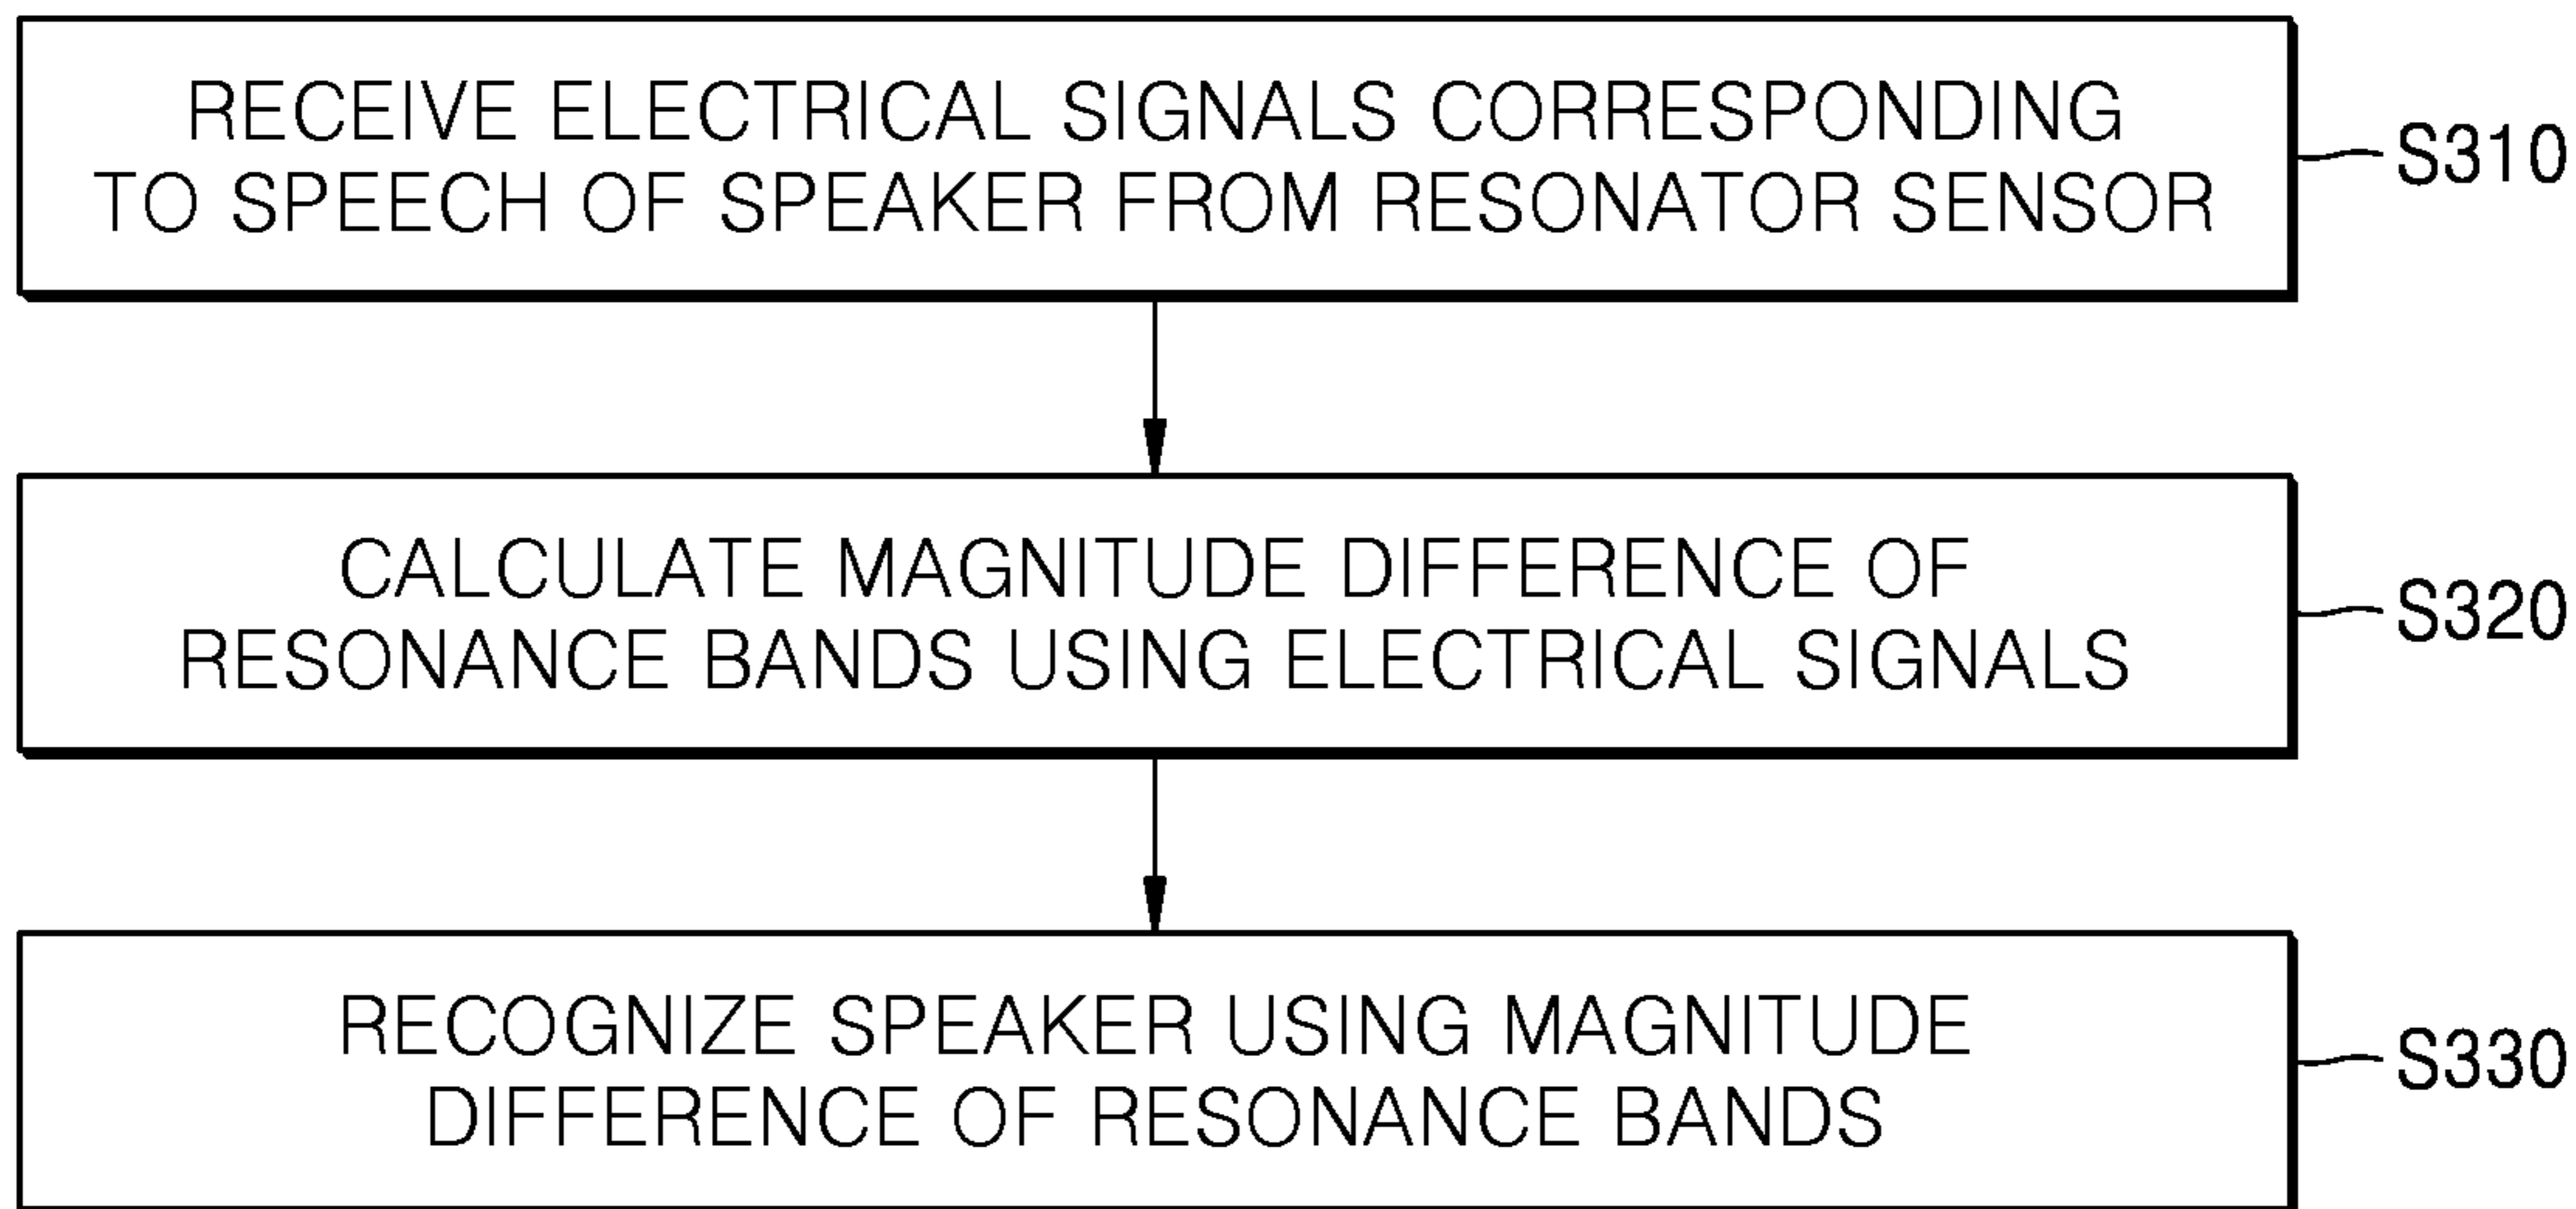 RECEIVE ELECTRICAL SIGNALS CORRESPONDING
TO SPEECH OF SPEAKER FROM RESONATOR SENSOR
S310
CALCULATE MAGNITUDE DIFFERENCE OF
RESONANCE BANDS USING ELECTRICAL SIGNALS
S320
RECOGNIZE SPEAKER USING MAGNITUDE
DIFFERENCE OF RESONANCE BANDS
S330